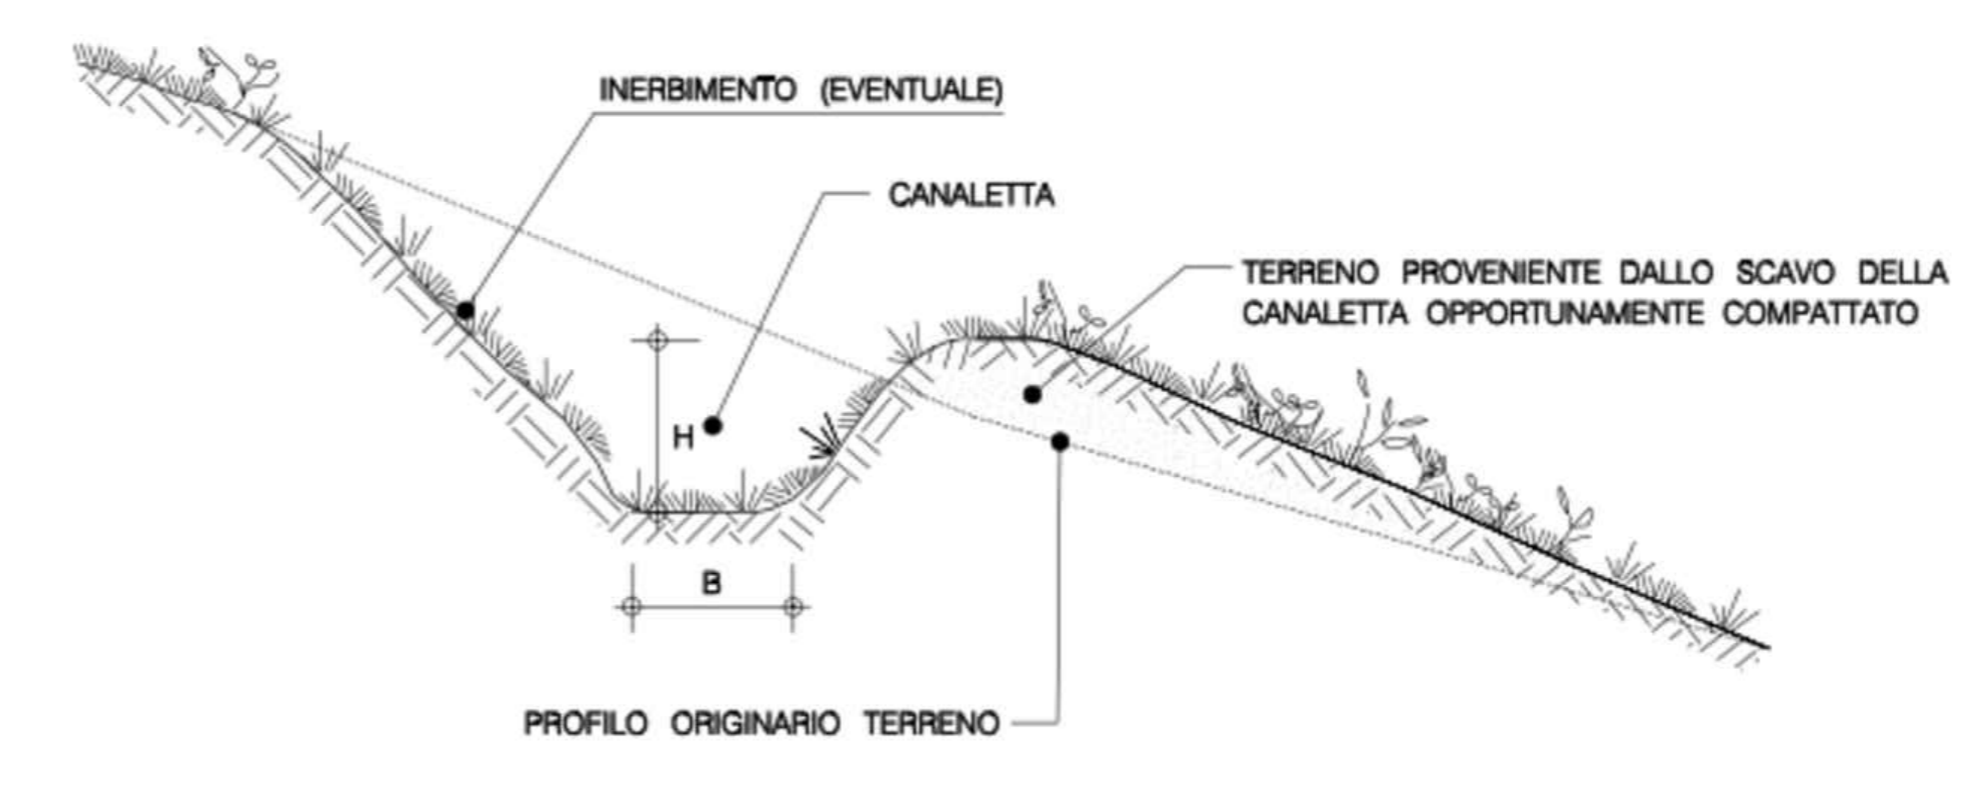 INERBIMENTO (EVENTUALE)
CANALETTA
TERRENO PROVENIENTE DALLO SCAVO DELLA
CANALETTA OPPORTUNAMENTE COMPATTATO
H
B
PROFILO ORIGINARIO TERRENO